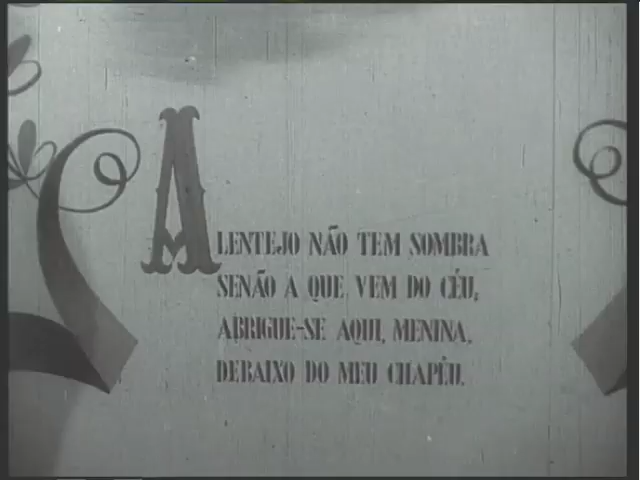 ALENTEJO NÃO TEM SOMBRA
SENÃO A QUE VEM DO CÉU,
ABRIGUE-SE AQUI, MENINA,
DEBAIXO DO MEU CHAPÉU.